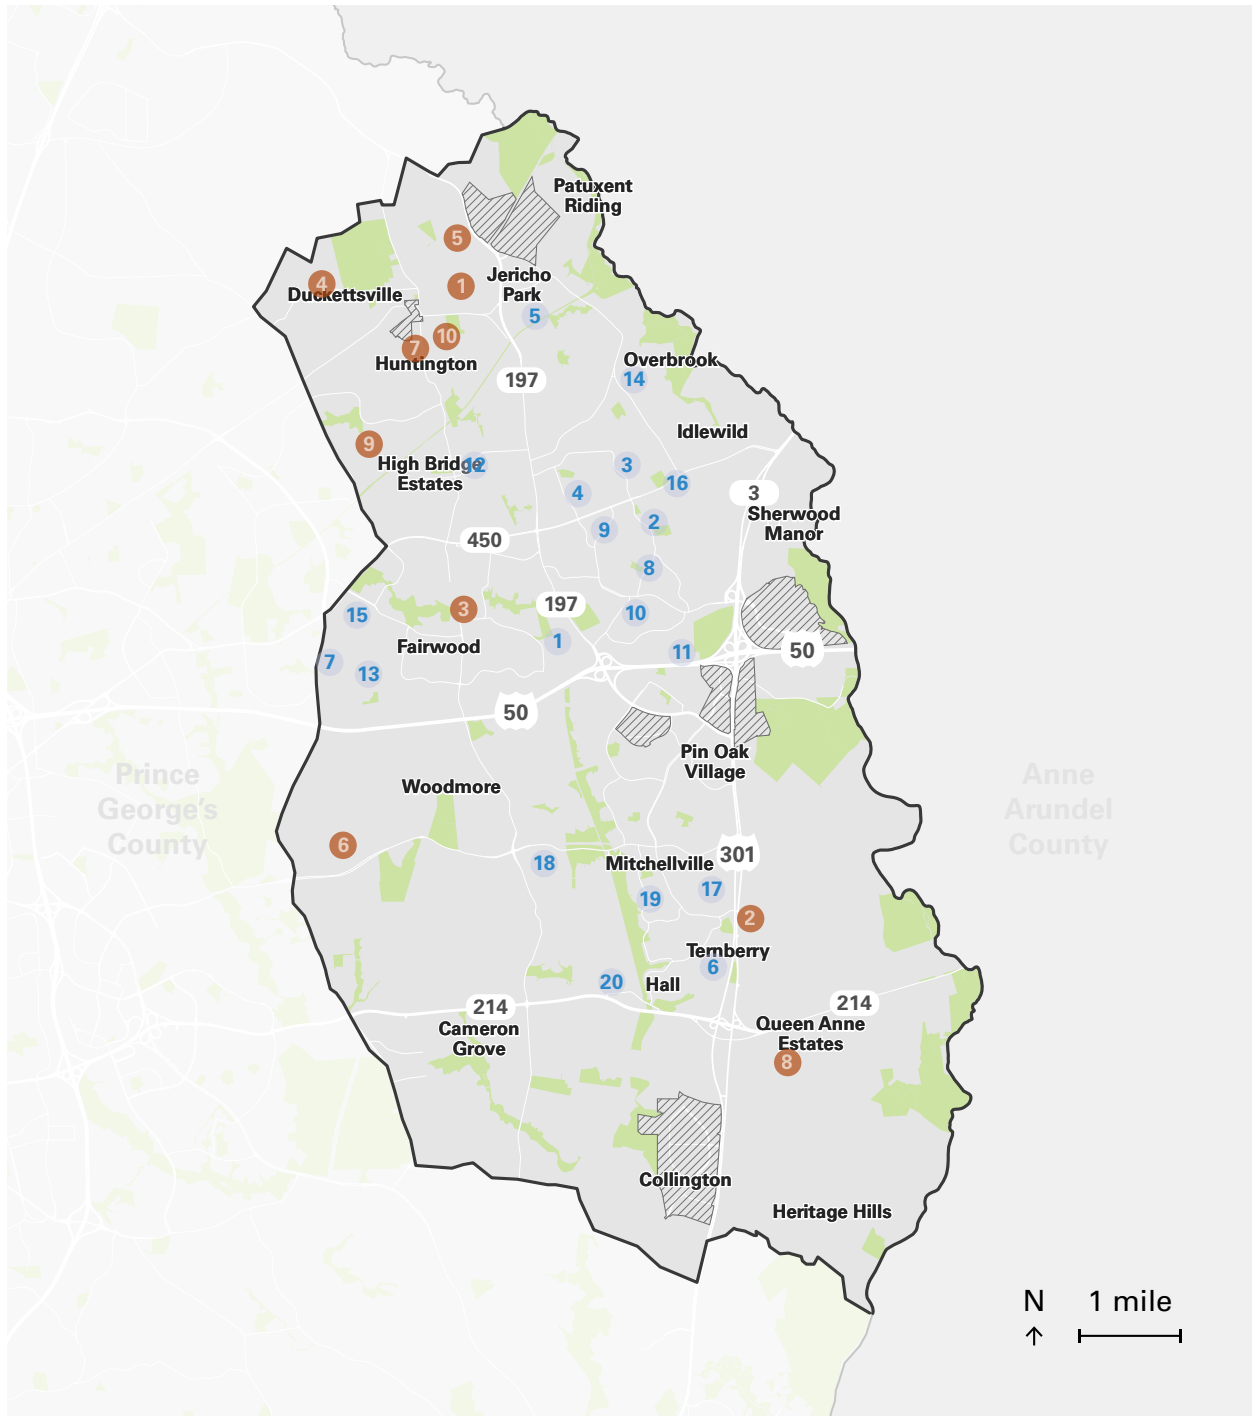 Patuxent
Riding
5
4
1
Jericho
Park
Duckettsville
5
10
7
Huntington
Overbrook
197
14
Idlewild
9
High Bridge
Estates
12
3
4
16
3
Sherwood
Manor
9
2
450
8
15
3
197
10
Fairwood
1
11
50
7
13
50
Pin Oak
Village
Prince
George's
County
Anne
Arundel
County
Woodmore
6
18
Mitchellville
301
19
17
2
Ternberry
6
20
Hall
214
214
Cameron
Grove
Queen Anne
Estates
8
Collington
Heritage Hills
N
1 mile